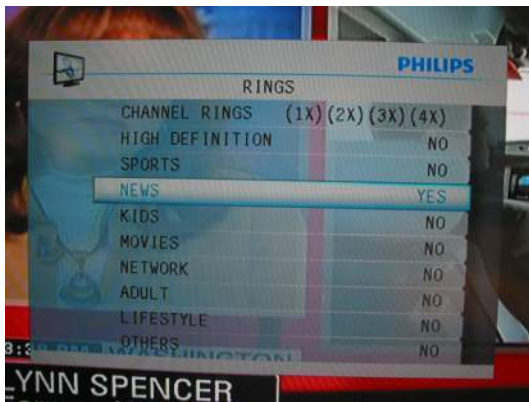 PHILIPS
RINGS
CHANNEL RINGS (1X)(2X)(3X)(4X)
HIGH DEFINITION NO
SPORTS NO
NEWS YES
KIDS NO
MOVIES NO
NETWORK NO
ADULT NO
LIFESTYLE NO
OTHERS NO
WASHINGTON
LYNN SPENCER